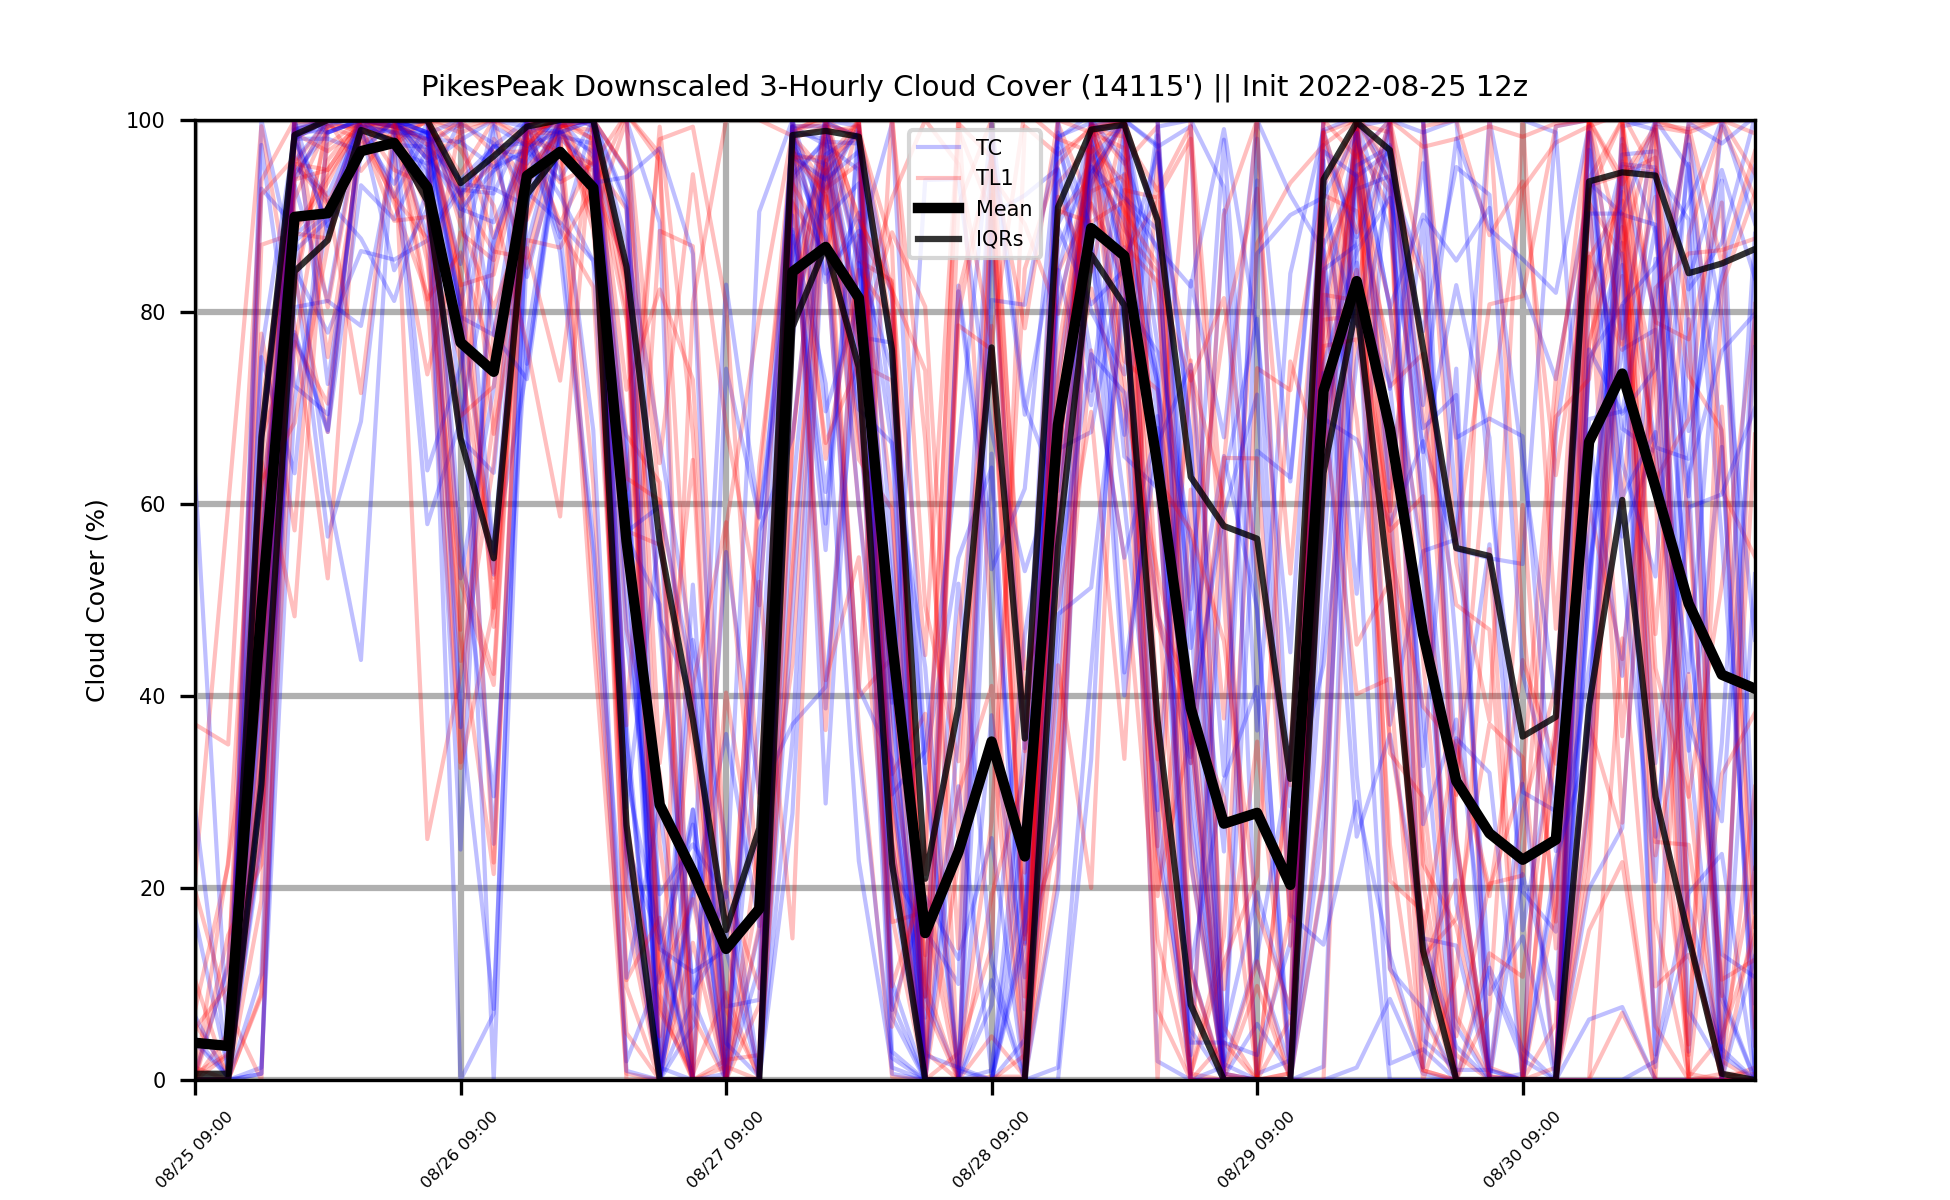 PikesPeak Downscaled 3-Hourly Cloud Cover (14115') || Init 2022-08-25 12z
Cloud Cover (%)
100
80
60
40
20
0
TC
TL1
Mean
IQRs
08/25 09:00
08/26 09:00
08/27 09:00
08/28 09:00
08/29 09:00
08/30 09:00